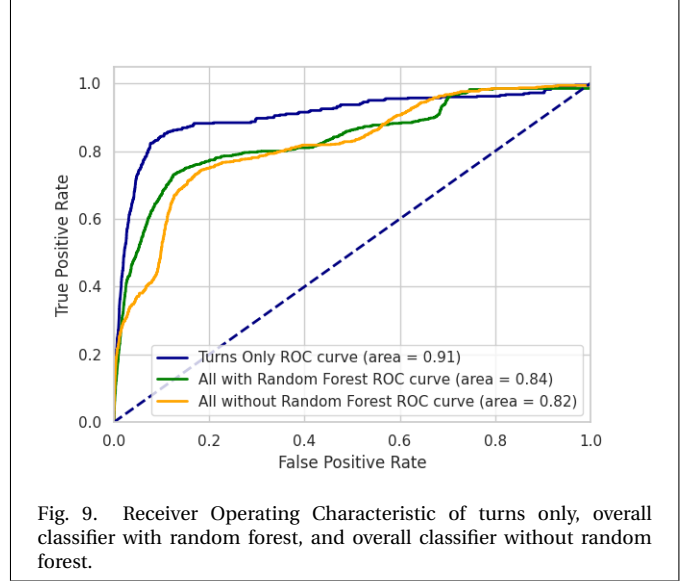 1.0
0.8
0.6
0.4
0.2
0.0
True Positive Rate
Turns Only ROC curve (area = 0.91)
All with Random Forest ROC curve (area = 0.84)
All without Random Forest ROC curve (area = 0.82)
0.0 0.2 0.4 0.6 0.8 1.0
False Positive Rate
Fig. 9. Receiver Operating Characteristic of turns only, overall
classifier with random forest, and overall classifier without random
forest.